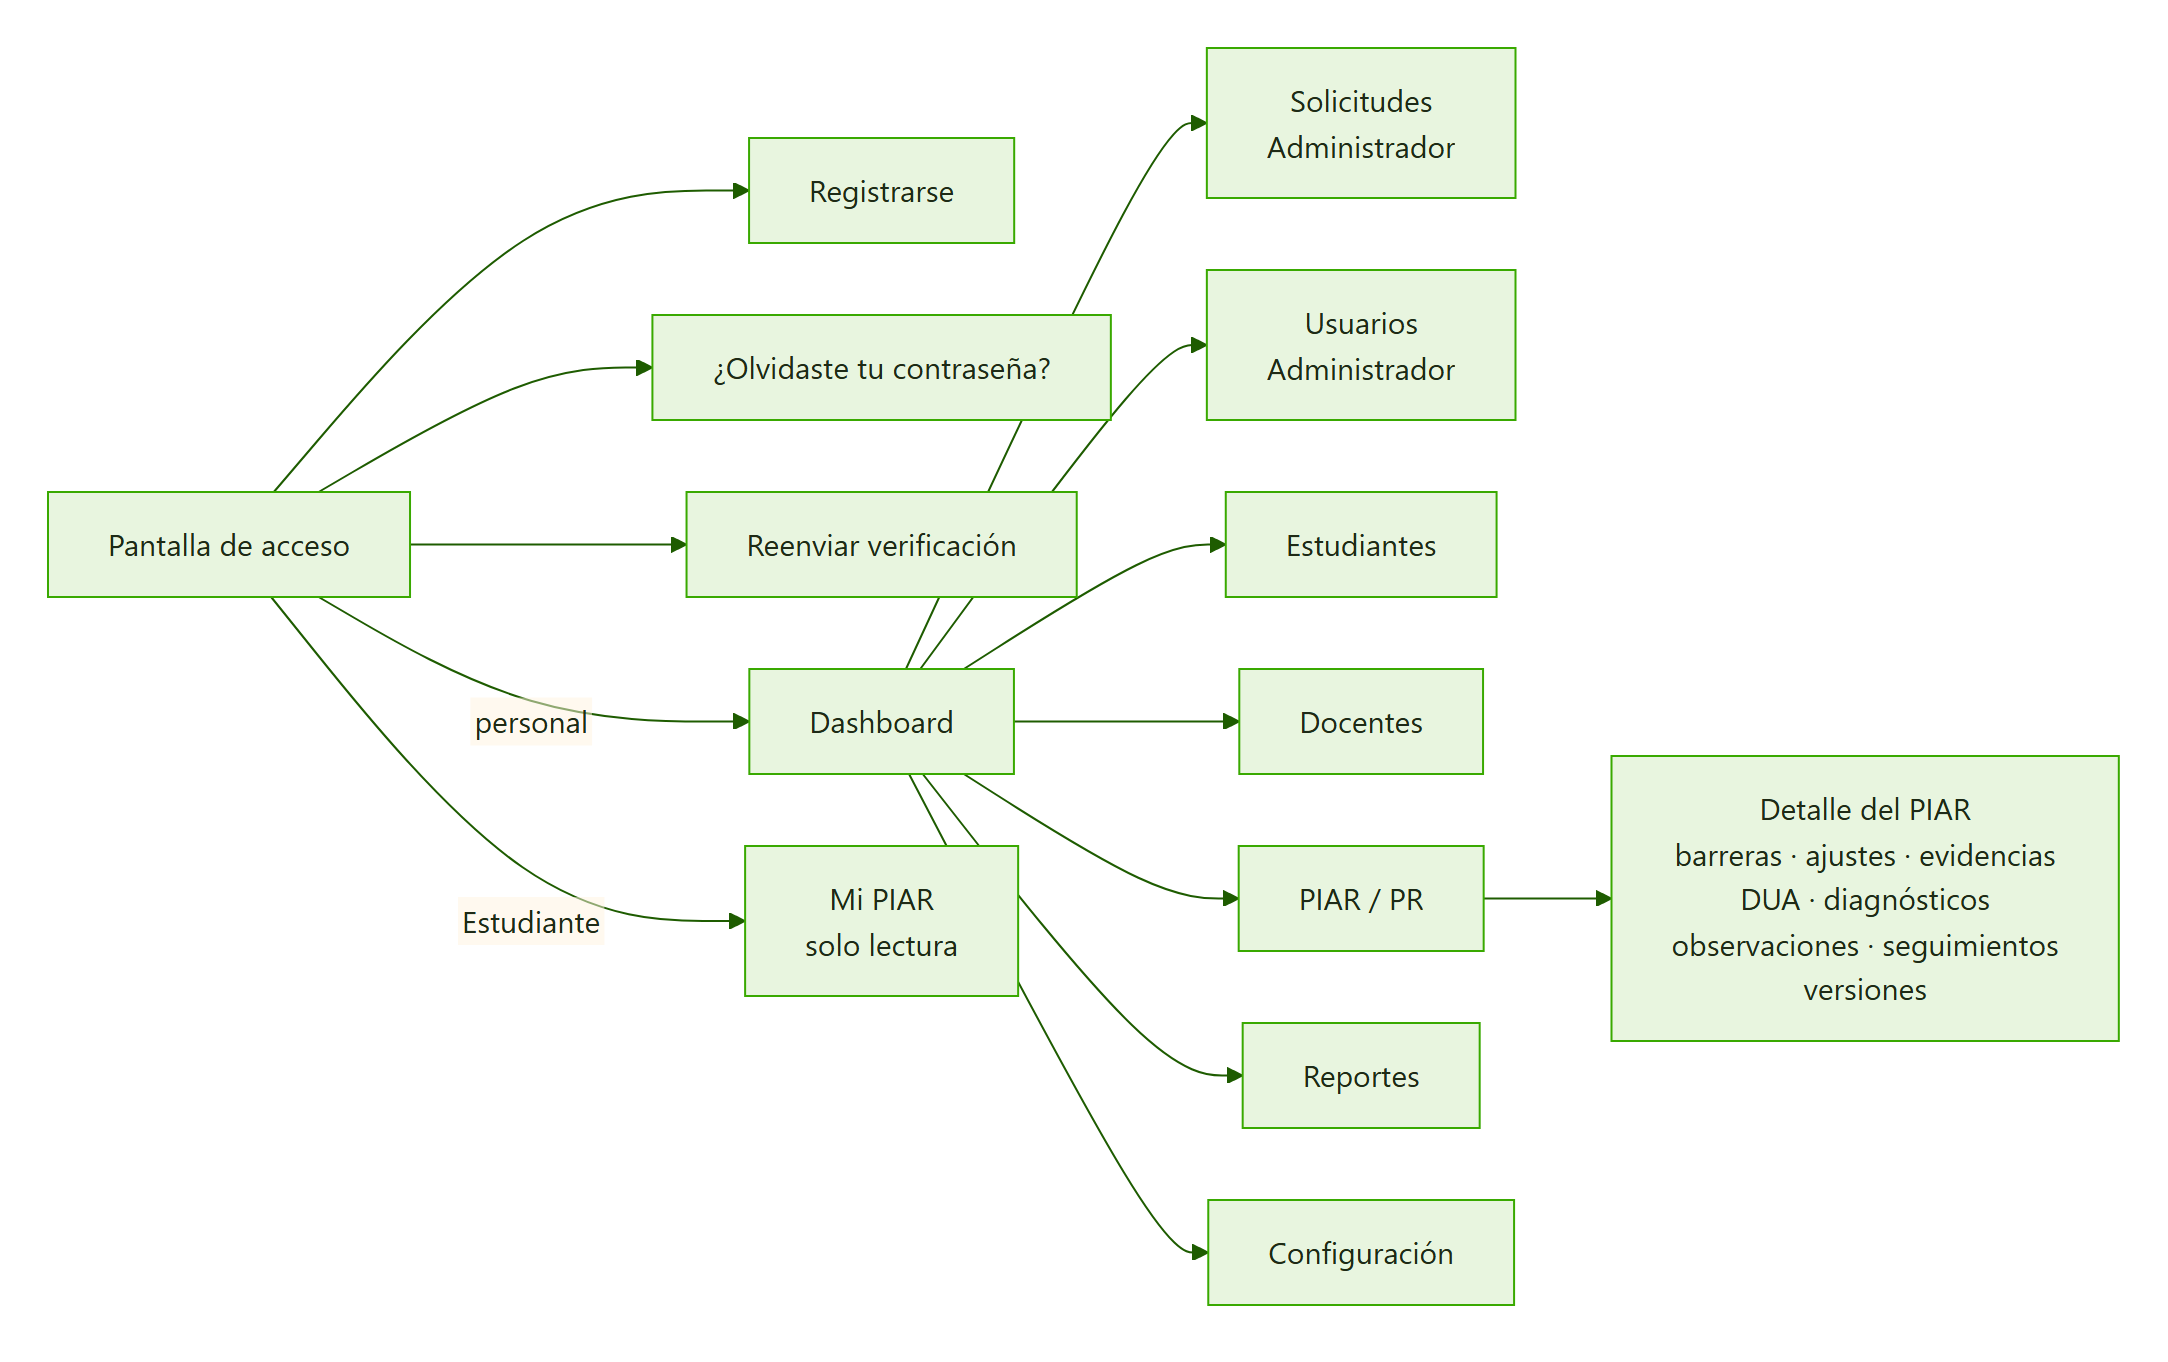 Solicitudes
Administrador
Registrarse
Usuarios
Administrador
¿Olvidaste tu contraseña?
Pantalla de acceso
Reenviar verificación
Estudiantes
personal
Dashboard
Docentes
Estudiante
Mi PIAR
solo lectura
PIAR / PR
Detalle del PIAR
barreras · ajustes · evidencias
DUA · diagnósticos
observaciones · seguimientos
versiones
Reportes
Configuración